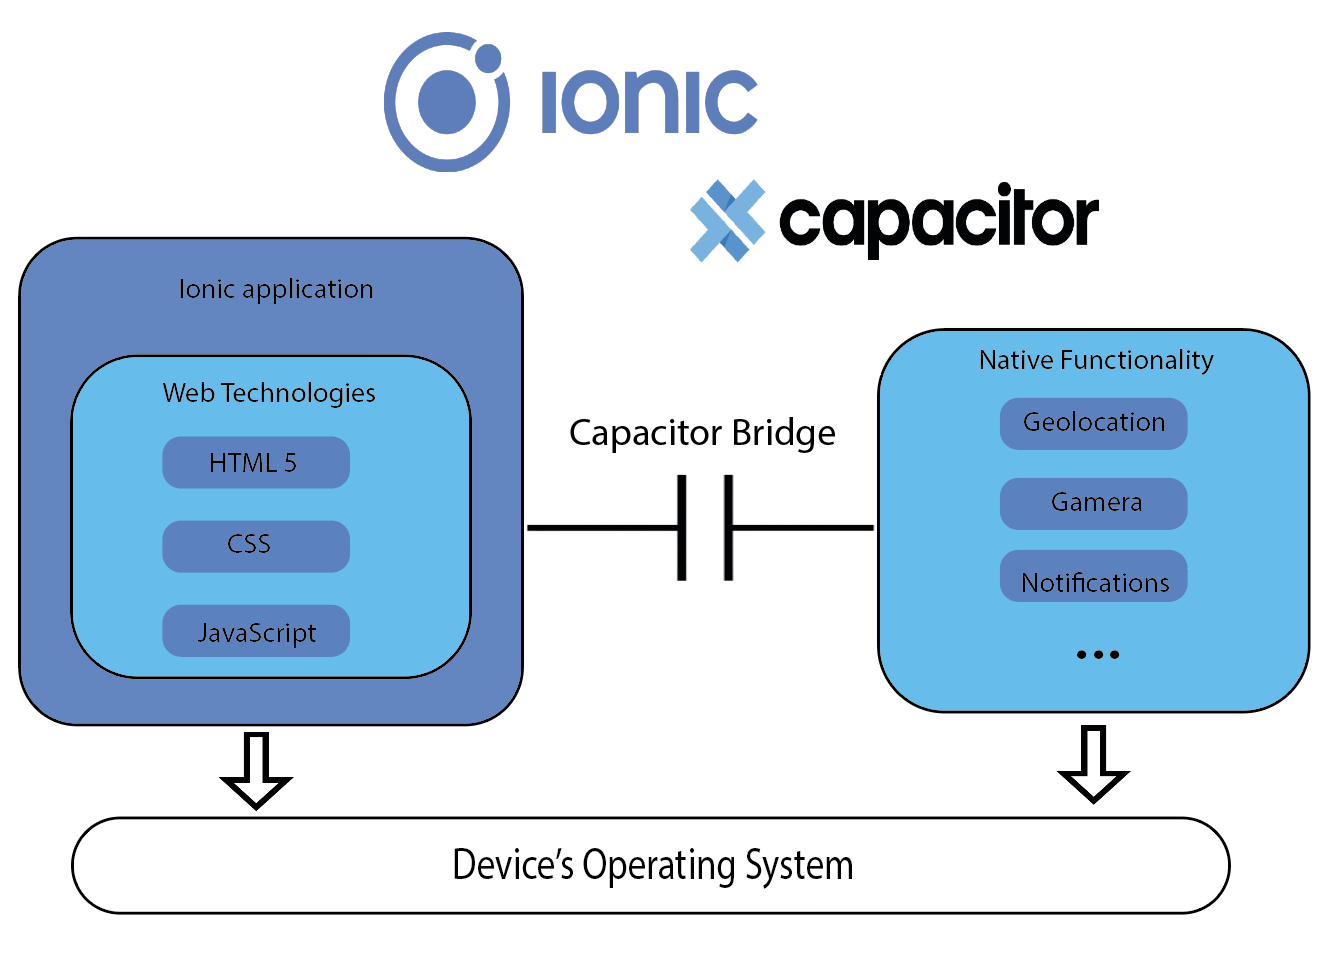 ionic
capacitor
Ionic application
Web Technologies
HTML 5
CSS
JavaScript
Capacitor Bridge
Native Functionality
Geolocation
Gamera
Notifications
...
Device's Operating System